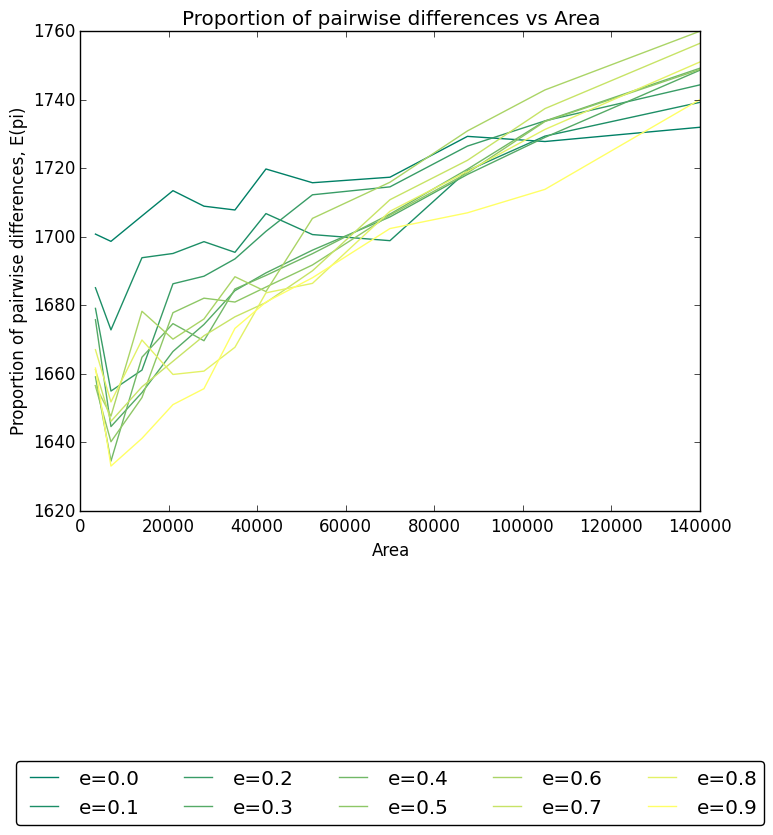 Proportion of pairwise differences vs Area
Proportion of pairwise differences, E(pi)
1760
1740
1720
1700
1680
1660
1640
1620
0 20000 40000 60000 80000 100000 120000 140000
Area
e=0.0 e=0.2 e=0.4 e=0.6 e=0.8
e=0.1 e=0.3 e=0.5 e=0.7 e=0.9